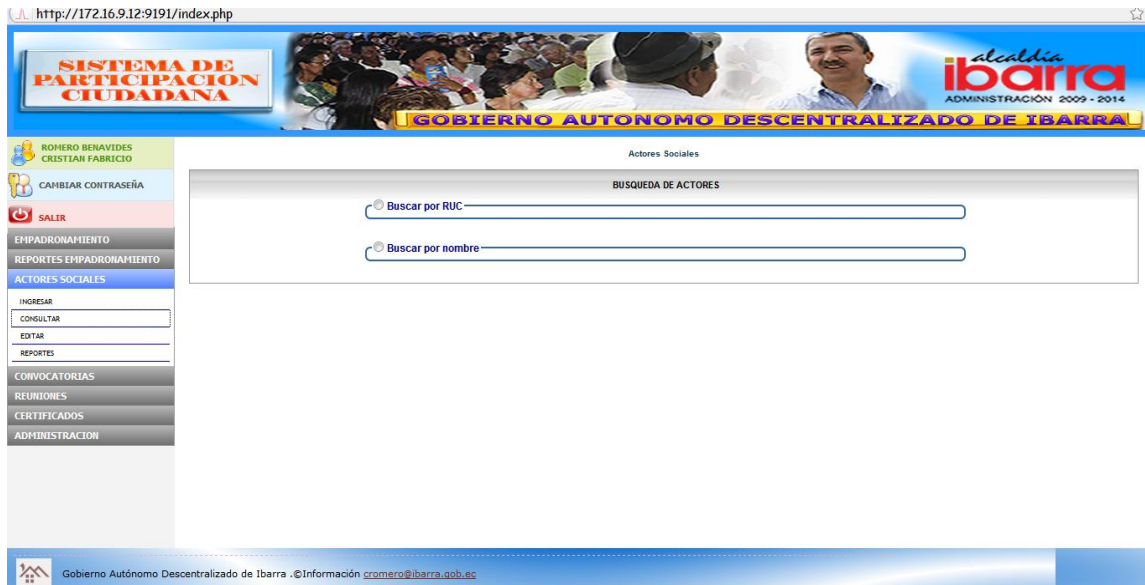 http://172.16.9.12:9191/index.php
SISTEMA DE
PARTICIPACION
CIUDADANA
alcaldía
ibarra
ADMINISTRACIÓN 2009 - 2014
GOBIERNO AUTONOMO DESCENTRALIZADO DE IBARRA
ROMERO BENAVIDES
CRISTIAN FABRICIO
CAMBIAR CONTRASEÑA
SALIR
EMPADRONAMIENTO
REPORTES EMPADRONAMIENTO
ACTORES SOCIALES
INGRESAR
CONSULTAR
EDITAR
REPORTES
CONVOCATORIAS
REUNIONES
CERTIFICADOS
ADMINISTRACION
Actores Sociales
BUSQUEDA DE ACTORES
Buscar por RUC
Buscar por nombre
Gobierno Autónomo Descentralizado de Ibarra .©Información cromero@ibarra.gob.ec